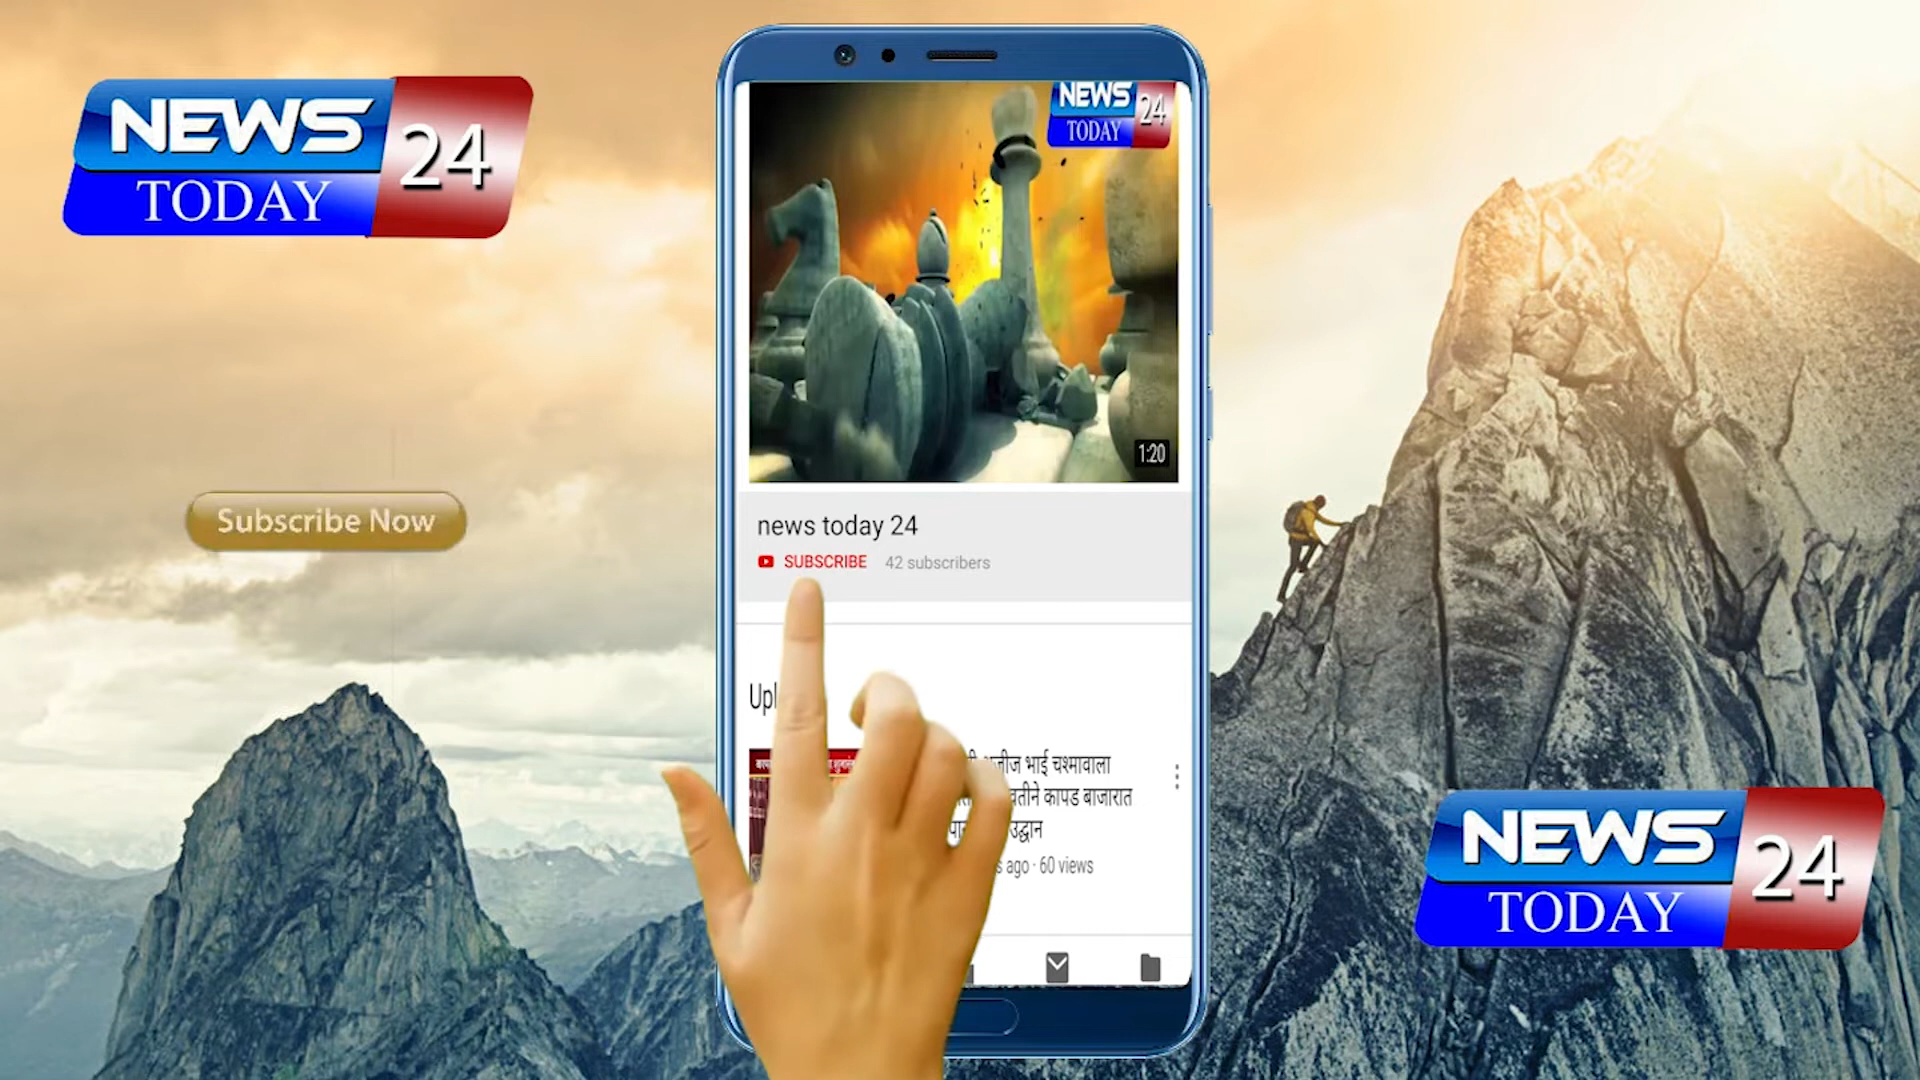 NEWS
TODAY
24
NEWS
TODAY
24
1:20
Subscribe Now
news today 24
SUBSCRIBE 42 subscribers
भाई चश्मावाला
कापड बाजारात
उद्घान
ago · 60 views
NEWS
TODAY
24